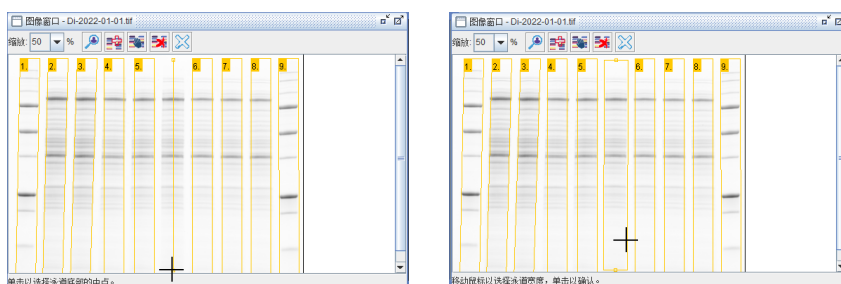 图像窗口 - Di-2022-01-01.tif
缩放: 50 %
1. 2. 3. 4. 5. 6. 7. 8. 9.
单击以选择泳道底部的中点。
图像窗口 - Di-2022-01-01.tif
缩放: 50 %
1. 2. 3. 4. 5. 6. 7. 8. 9.
移动鼠标以选择泳道宽度，单击以确认。